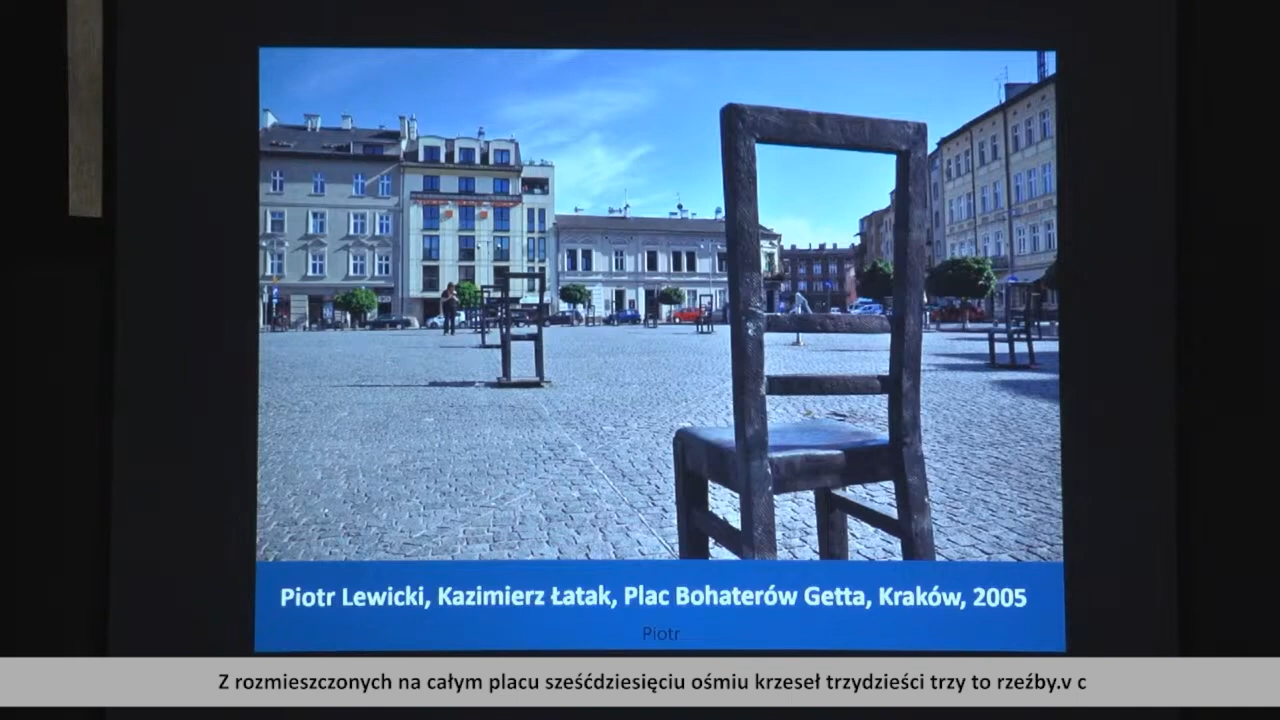 Piotr Lewicki, Kazimierz Łatak, Plac Bohaterów Getta, Kraków, 2005
Piotr
Z rozmieszczonych na całym placu sześćdziesięciu ośmiu krzeseł trzydzieści trzy to rzeźby.v c